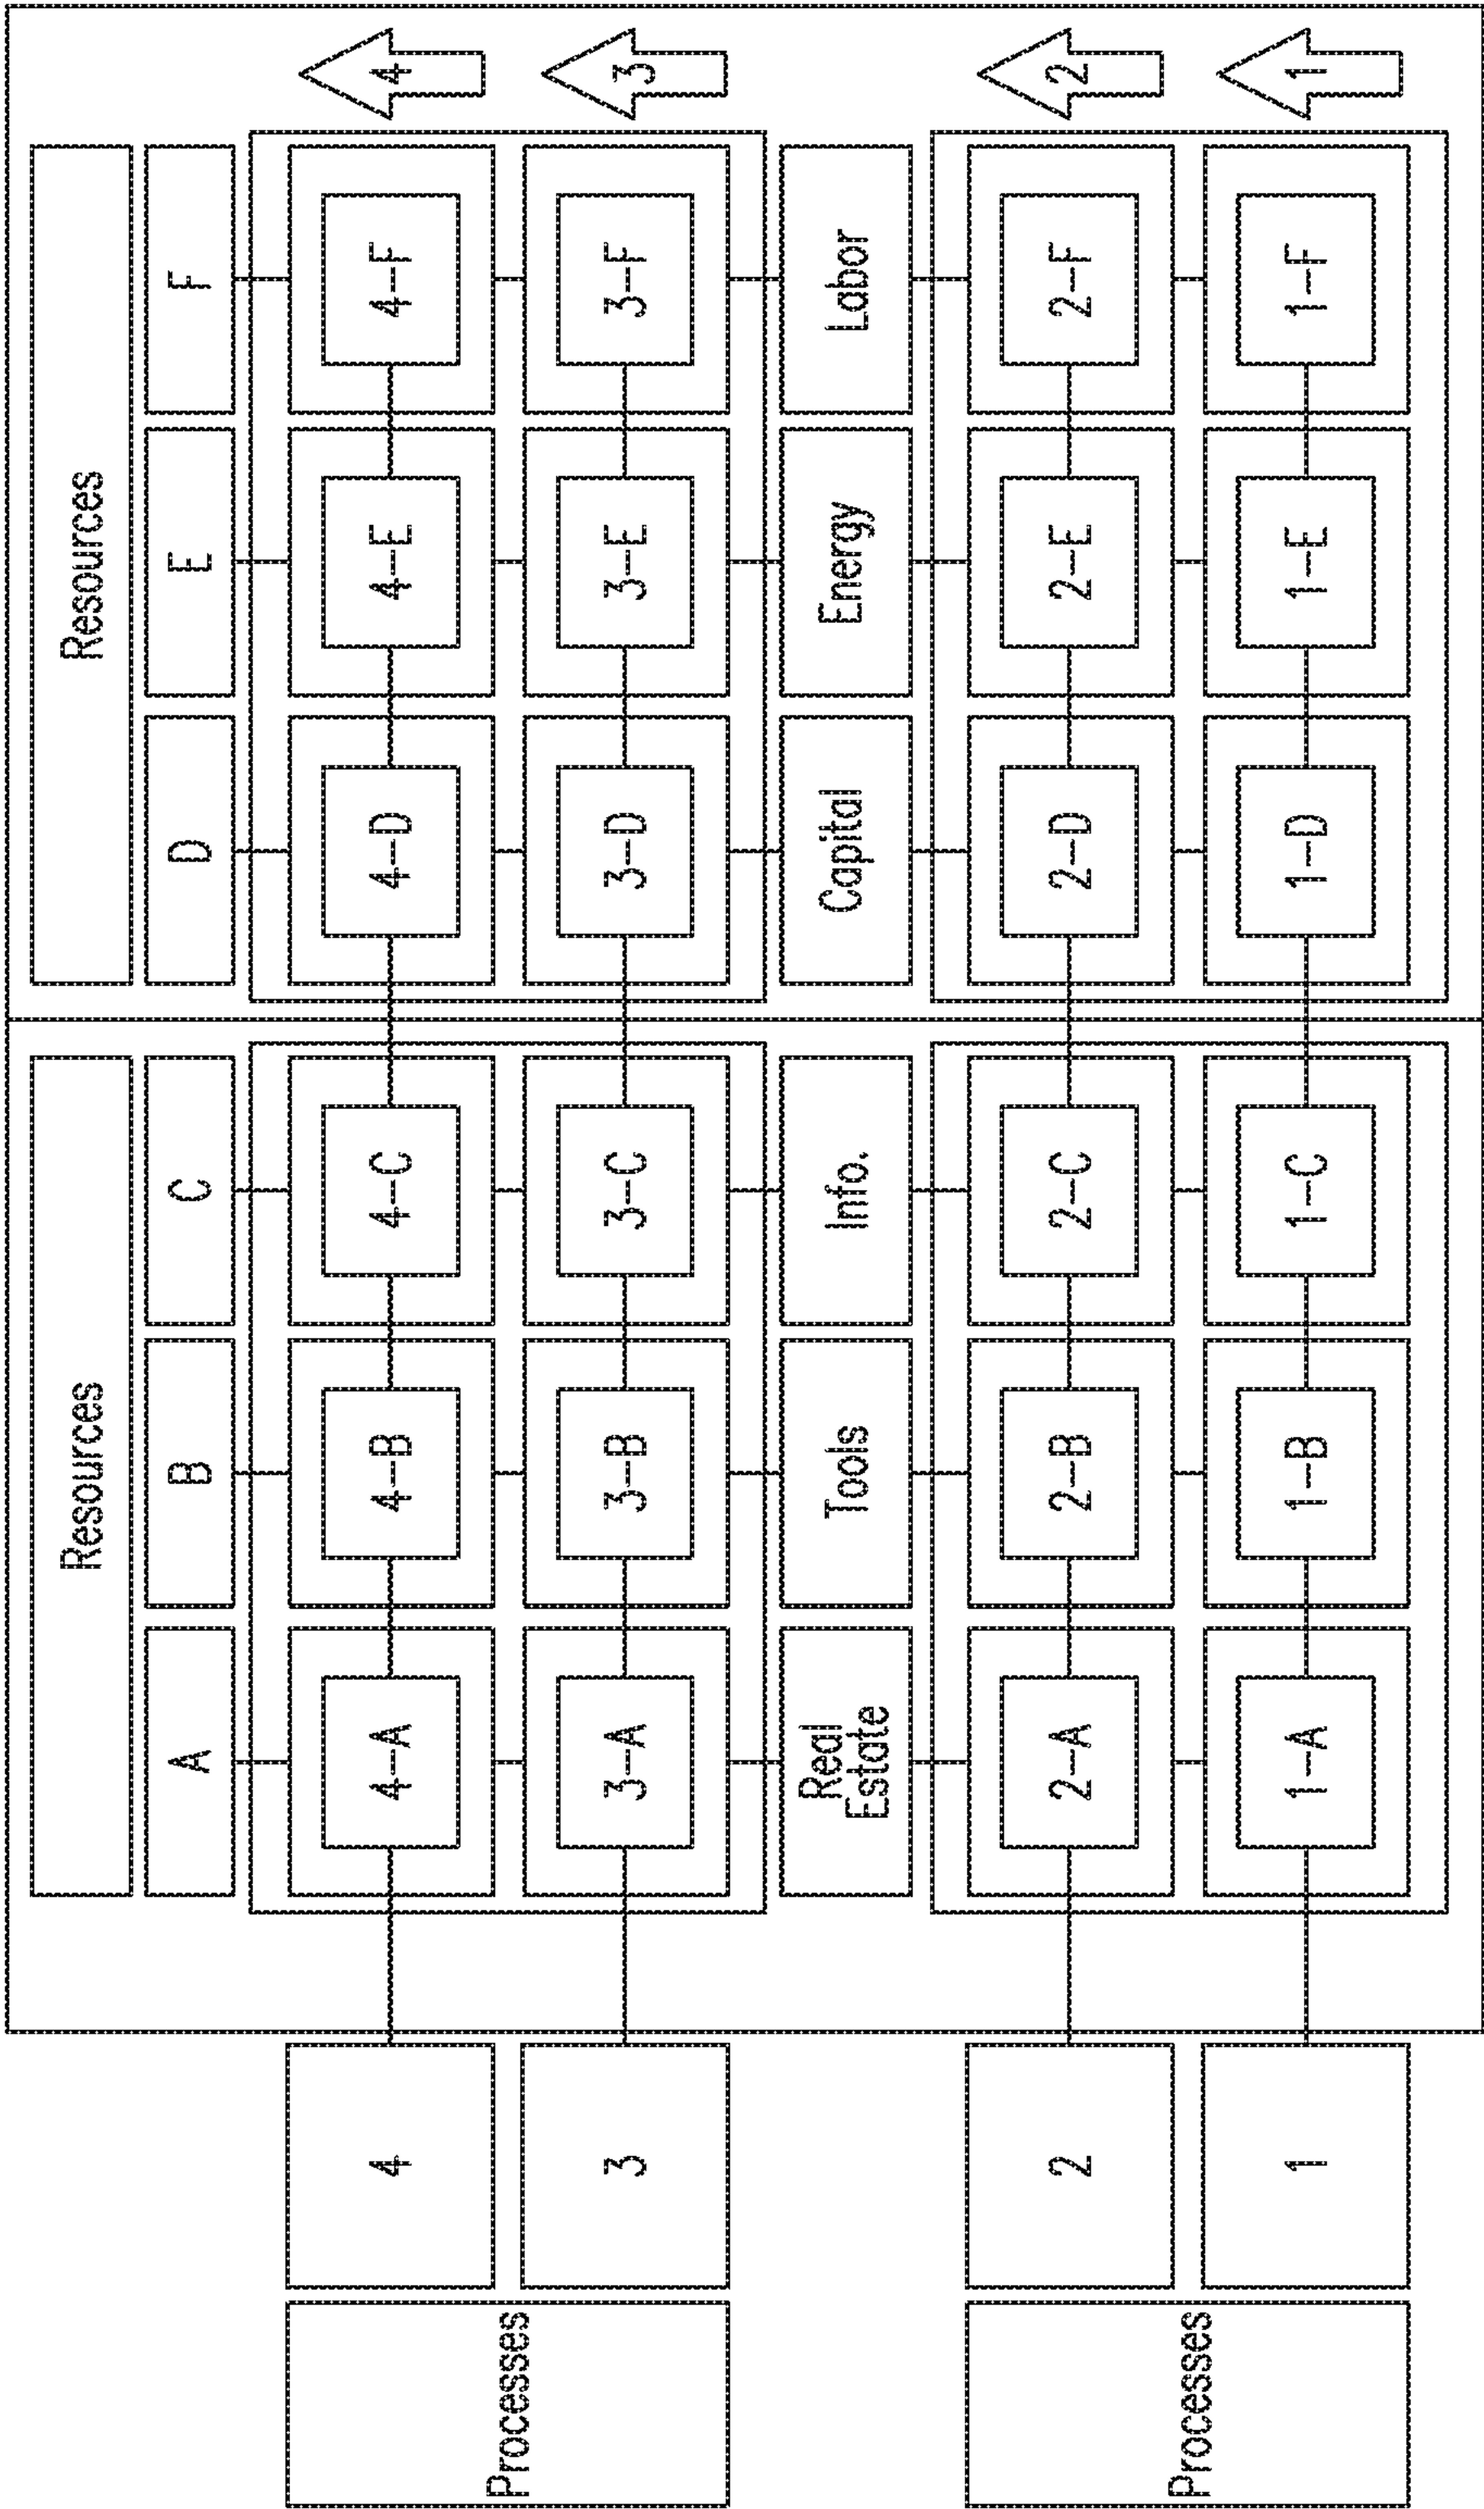 Resources
Resources
A
B
C
D
E
F
Processes
4
4-A
4-B
4-C
4-D
4-E
4-F
4
3
3-A
3-B
3-C
3-D
3-E
3-F
3
Real
Estate
Tools
Info.
Capital
Energy
Labor
Processes
2
2-A
2-B
2-C
2-D
2-E
2-F
2
1
1-A
1-B
1-C
1-D
1-E
1-F
1